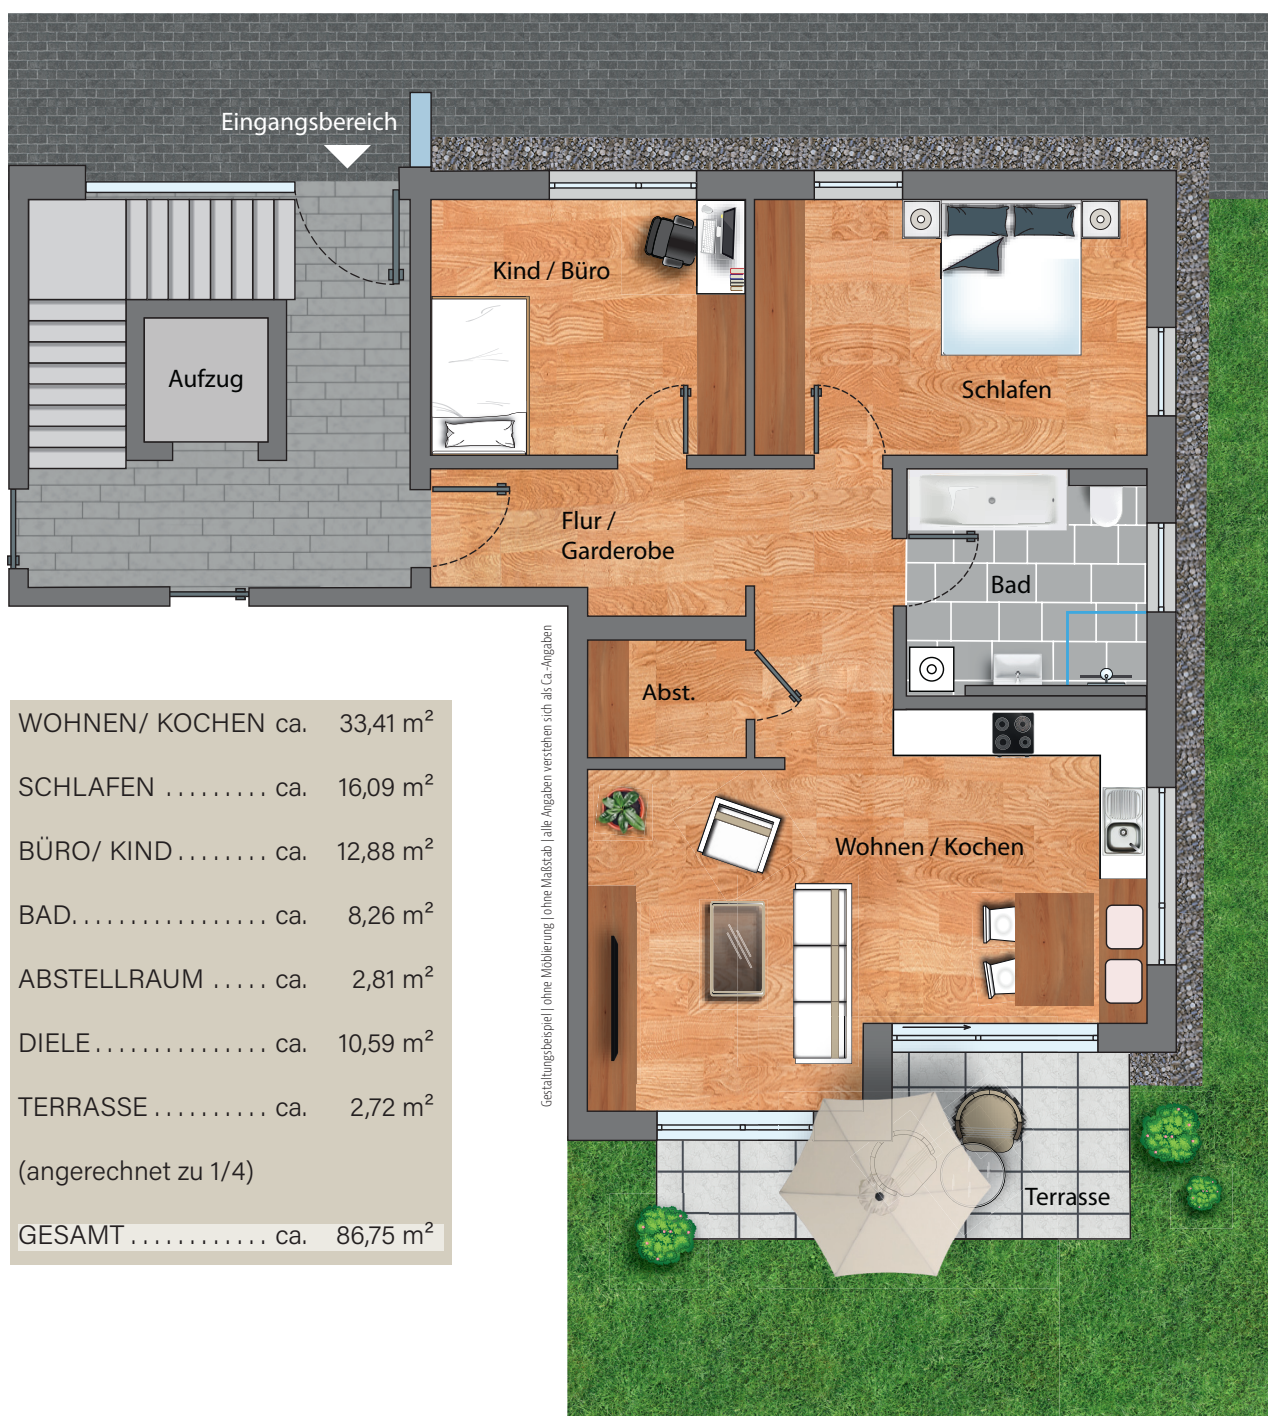 Eingangsbereich
Kind / Büro
Aufzug
Schlafen
Flur /
Garderobe
Bad
Abst.
Wohnen / Kochen
Terrasse
Gestaltungsbeispiel | ohne Möblierung | ohne Maßstab | alle Angaben verstehen sich als Ca.-Angaben
WOHNEN/ KOCHEN ca. 33,41 m²
SCHLAFEN ......... ca. 16,09 m²
BÜRO/ KIND ........ ca. 12,88 m²
BAD................ ca. 8,26 m²
ABSTELLRAUM ..... ca. 2,81 m²
DIELE ............... ca. 10,59 m²
TERRASSE .......... ca. 2,72 m²
(angerechnet zu 1/4)
GESAMT ............ ca. 86,75 m²